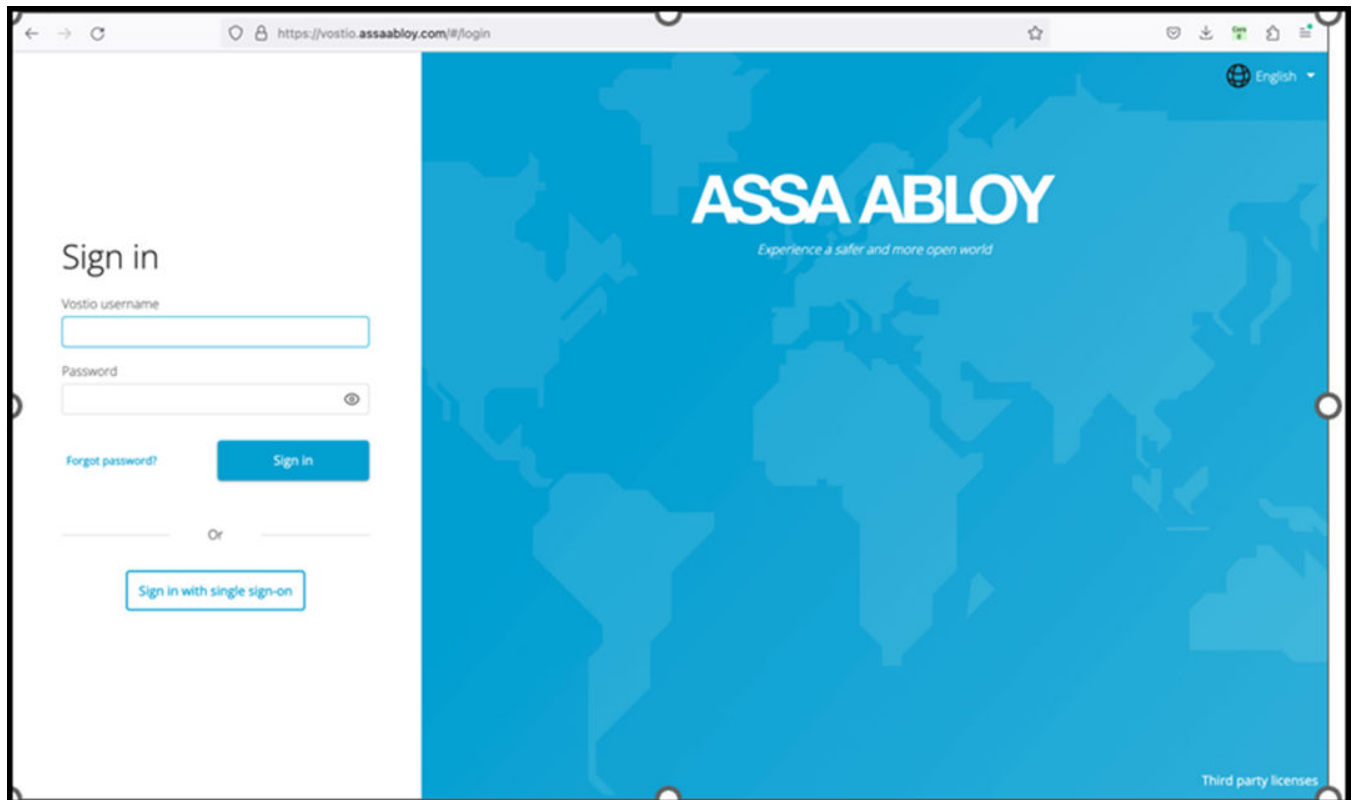 https://vostio.assaabloy.com/#/login
English
ASSA ABLOY
Experience a safer and more open world
Sign in
Vostio username
Password
Forgot password?
Sign in
Or
Sign in with single sign-on
Third party licenses